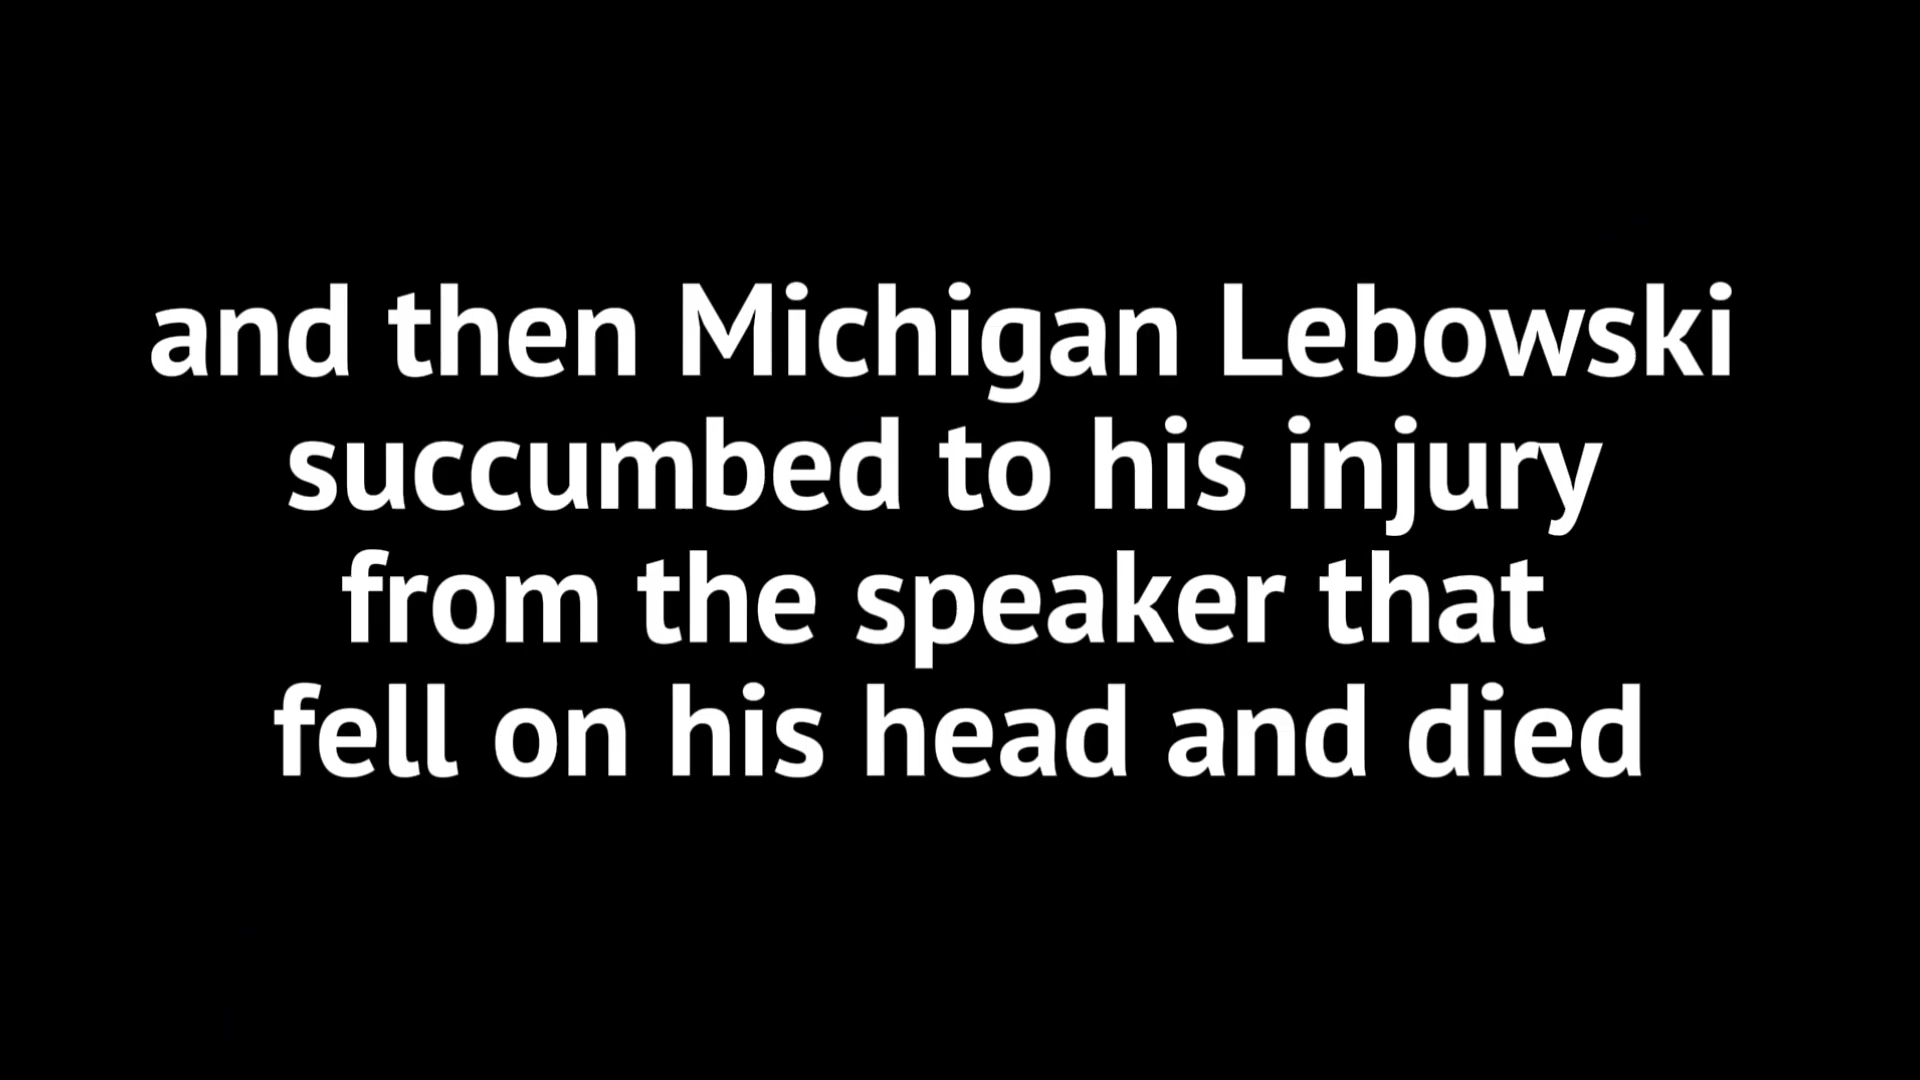 and then Michigan Lebowski
succumbed to his injury
from the speaker that
fell on his head and died